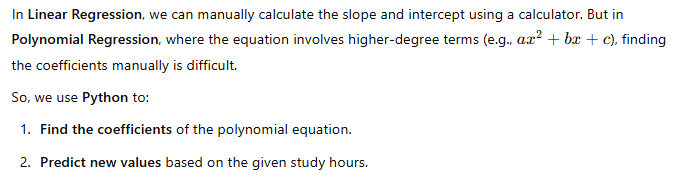 In Linear Regression, we can manually calculate the slope and intercept using a calculator. But in
Polynomial Regression, where the equation involves higher-degree terms (e.g., ax² + bx + c), finding
the coefficients manually is difficult.
So, we use Python to:
1. Find the coefficients of the polynomial equation.
2. Predict new values based on the given study hours.